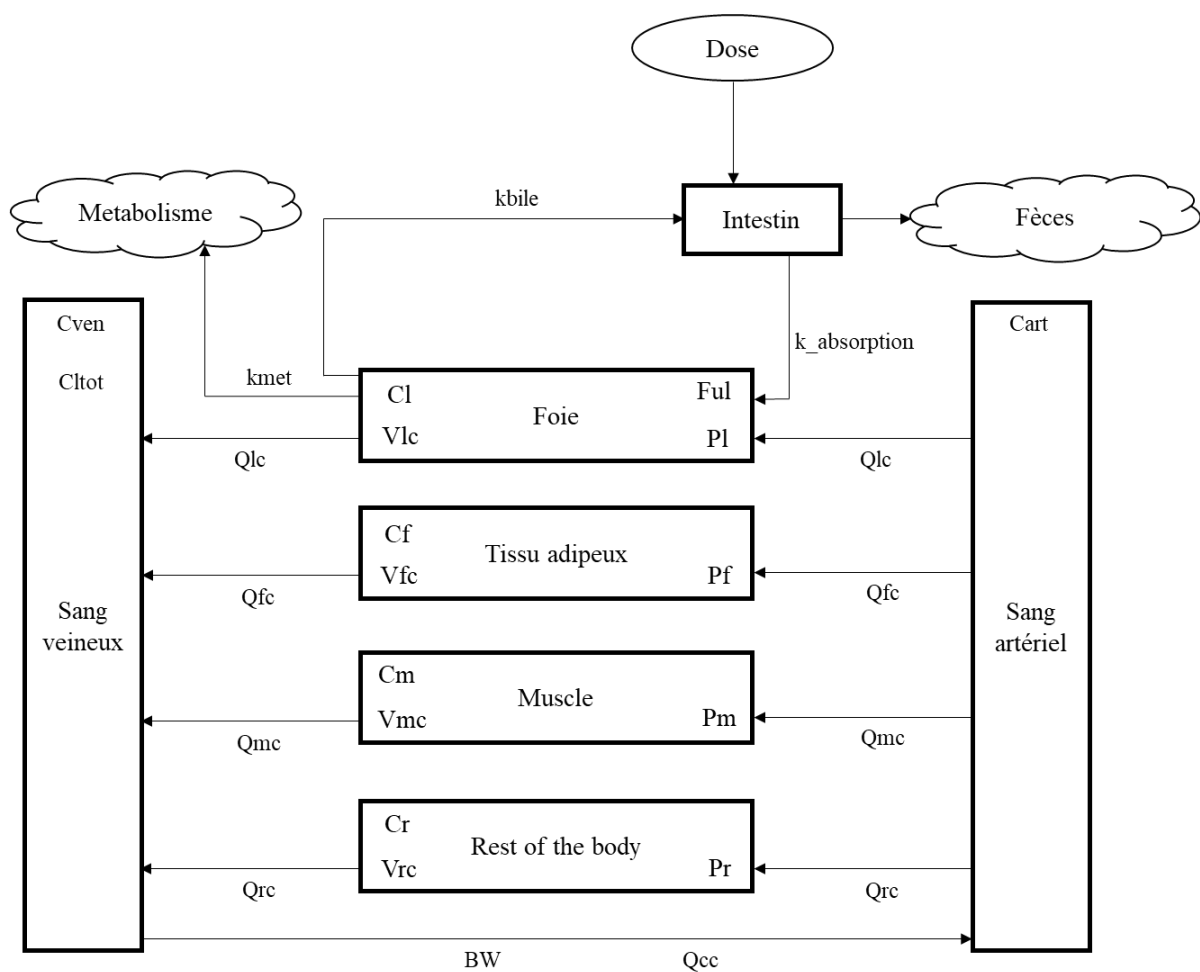 Dose
Metabolisme
kbile
Intestin
Fèces
Cven
Cart
Cltot
kmet
k_absorption
Cl
Ful
Foie
Vlc
Pl
Qlc
Qlc
Cf
Tissu adipeux
Vfc
Pf
Qfc
Qfc
Sang
veineux
Sang
artériel
Cm
Muscle
Vmc
Pm
Qmc
Qmc
Cr
Rest of the body
Vrc
Pr
Qrc
Qrc
BW
Qcc